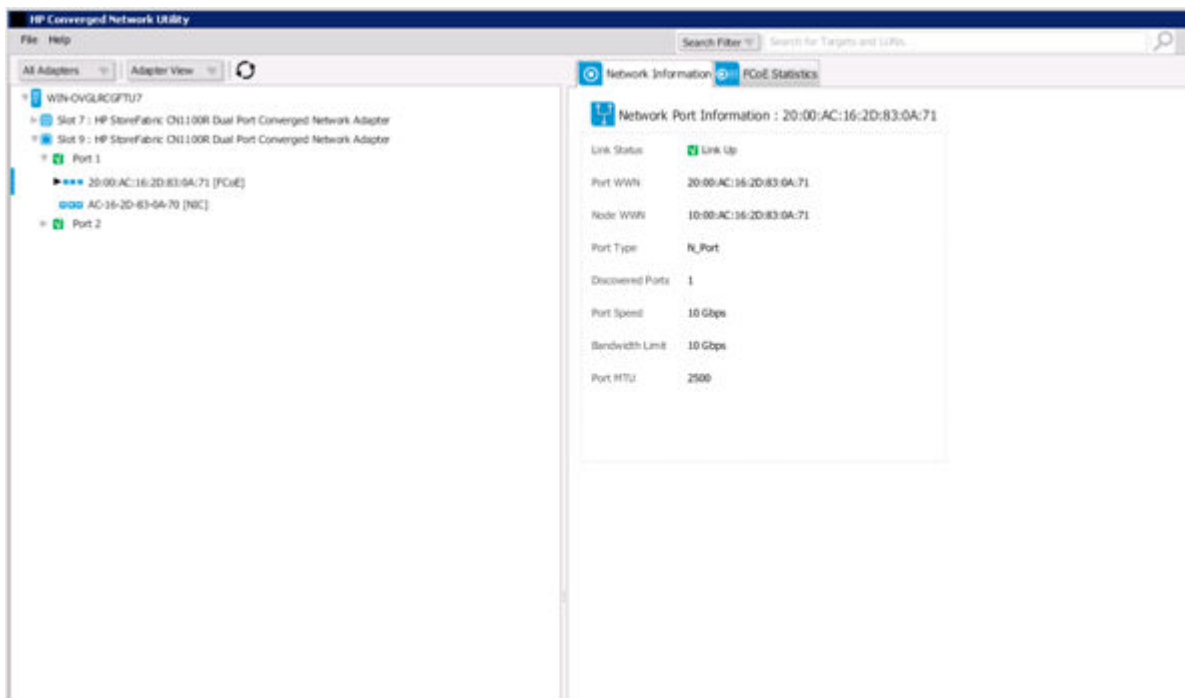 HP Converged Network Utility
File Help
Search Filter Search for Targets and LUNs.
All Adapters Adapter View
Network Information FCoE Statistics
WIN-OVGLRCGFTU7
Slot 7 : HP StoreFabric CN1100R Dual Port Converged Network Adapter
Slot 9 : HP StoreFabric CN1100R Dual Port Converged Network Adapter
Port 1
20:00:AC:16:2D:83:0A:71 [FCoE]
AC-16-2D-83-0A-70 [NIC]
Port 2
Network Port Information : 20:00:AC:16:2D:83:0A:71
Link Status Link Up
Port WWN 20:00:AC:16:2D:83:0A:71
Node WWN 10:00:AC:16:2D:83:0A:71
Port Type N_Port
Discovered Ports 1
Port Speed 10 Gbps
Bandwidth Limit 10 Gbps
Port MTU 2500